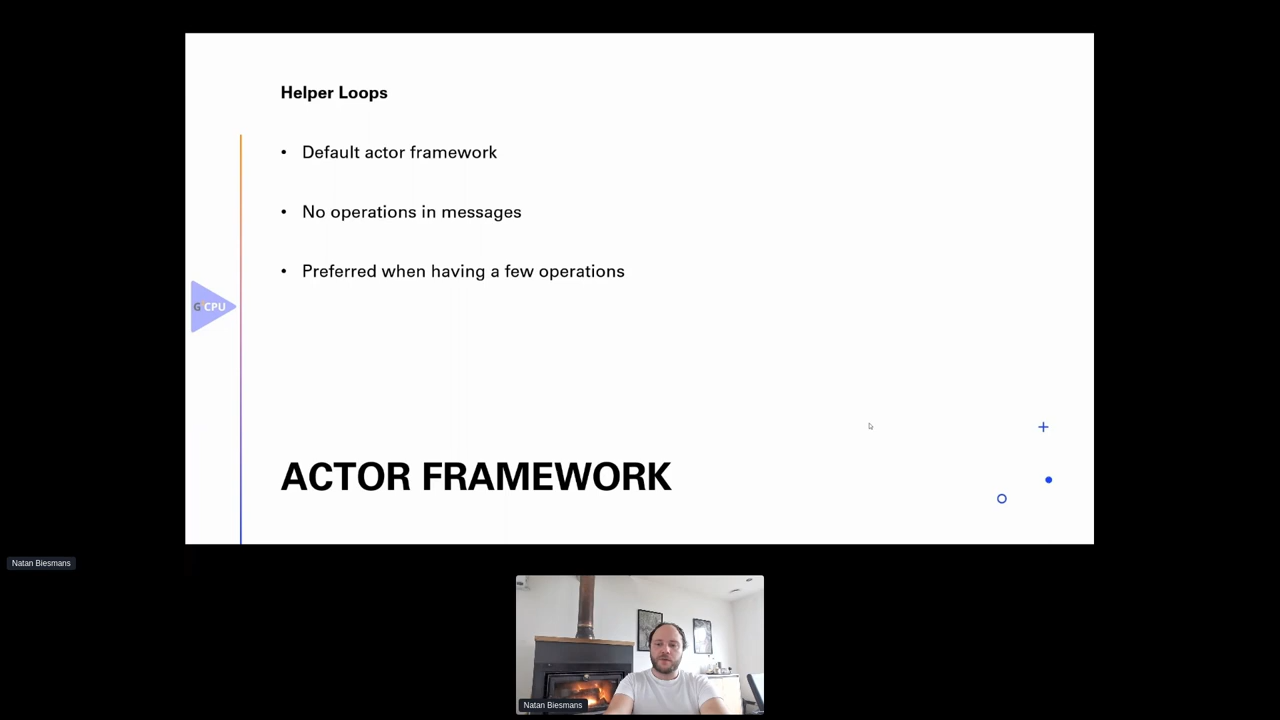 Helper Loops
• Default actor framework
• No operations in messages
• Preferred when having a few operations
G²CPU
ACTOR FRAMEWORK
Natan Biesmans
Natan Biesmans